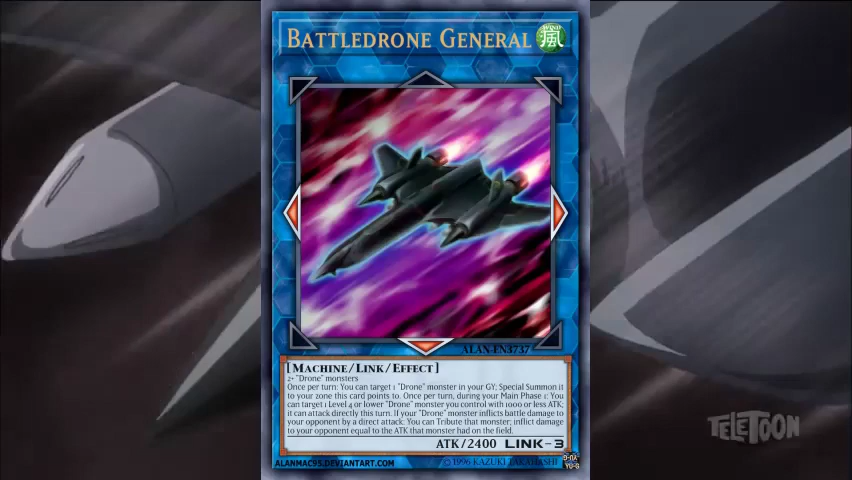 BATTLEDRONE GENERAL
WIND
風
ALAN-EN3737
[MACHINE/LINK/EFFECT]
2+ "Drone" monsters
Once per turn: You can target 1 "Drone" monster in your GY; Special Summon it
to your zone this card points to. Once per turn, during your Main Phase 1: You
can target 1 Level 4 or lower "Drone" monster you control with 1000 or less ATK;
it can attack directly this turn. If your "Drone" monster inflicts battle damage to
your opponent by a direct attack: You can Tribute that monster; inflict damage
to your opponent equal to the ATK that monster had on the field.
ATK/2400 LINK-3
ALANMAC95.DEVIANTART.COM
©1996 KAZUKI TAKAHASHI
TELETOON